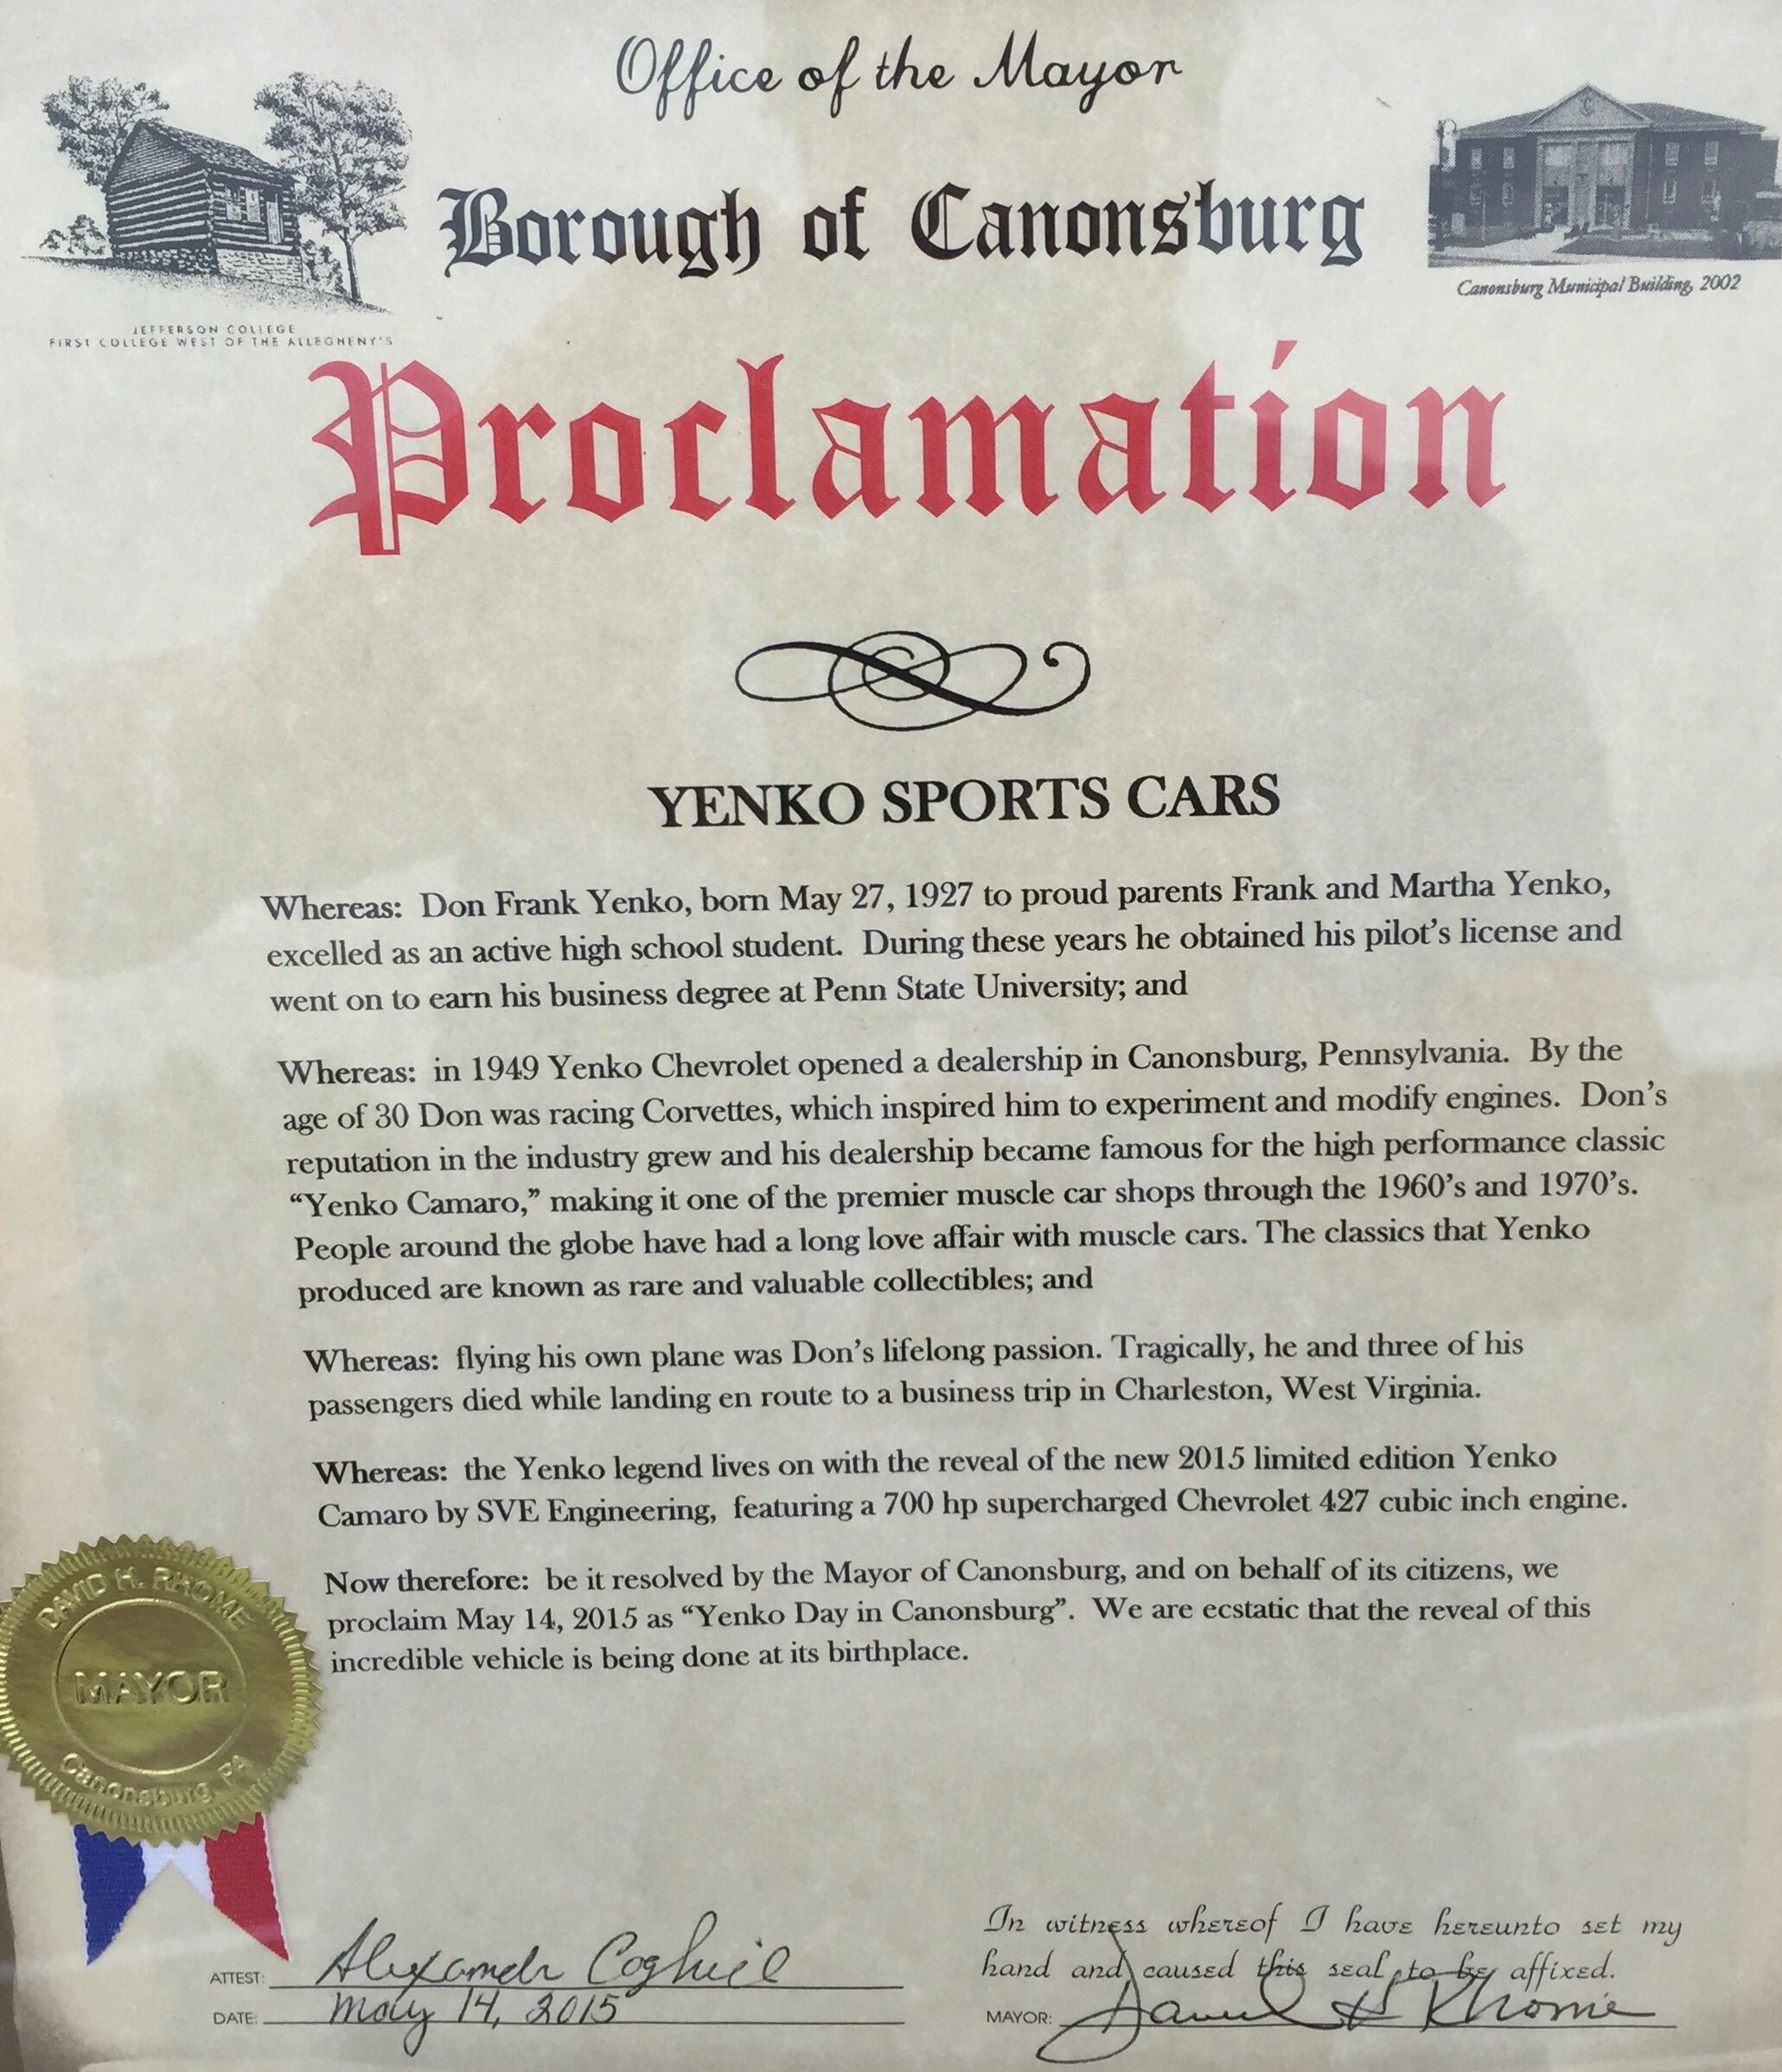 Office of the Mayor
Borough of Canonsburg
JEFFERSON COLLEGE
FIRST COLLEGE WEST OF THE ALLEGHENY'S
Canonsburg Municipal Building, 2002
Proclamation
YENKO SPORTS CARS
Whereas: Don Frank Yenko, born May 27, 1927 to proud parents Frank and Martha Yenko,
excelled as an active high school student. During these years he obtained his pilot's license and
went on to earn his business degree at Penn State University; and
Whereas: in 1949 Yenko Chevrolet opened a dealership in Canonsburg, Pennsylvania. By the
age of 30 Don was racing Corvettes, which inspired him to experiment and modify engines. Don's
reputation in the industry grew and his dealership became famous for the high performance classic
“Yenko Camaro,” making it one of the premier muscle car shops through the 1960's and 1970's.
People around the globe have had a long love affair with muscle cars. The classics that Yenko
produced are known as rare and valuable collectibles; and
Whereas: flying his own plane was Don's lifelong passion. Tragically, he and three of his
passengers died while landing en route to a business trip in Charleston, West Virginia.
Whereas: the Yenko legend lives on with the reveal of the new 2015 limited edition Yenko
Camaro by SVE Engineering, featuring a 700 hp supercharged Chevrolet 427 cubic inch engine.
Now therefore: be it resolved by the Mayor of Canonsburg, and on behalf of its citizens, we
proclaim May 14, 2015 as “Yenko Day in Canonsburg”. We are ecstatic that the reveal of this
incredible vehicle is being done at its birthplace.
DAVID H. RHOME
MAYOR
Canonsburg, PA
In witness whereof I have hereunto set my
hand and caused this seal to be affixed.
ATTEST: Coghill
DATE: May 14, 2015
MAYOR: David H Rhome